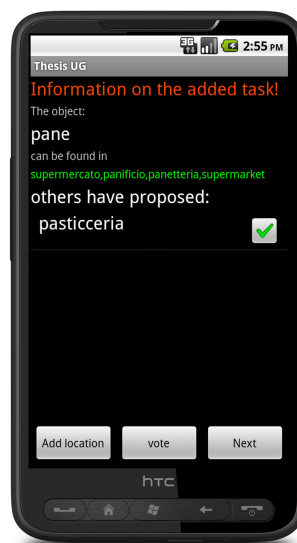 3G 2:55 PM
Thesis UG
Information on the added task!
The object:
pane
can be found in
supermercato,panificio,panetteria,supermarket
others have proposed:
pasticceria
Add location vote Next
hTC